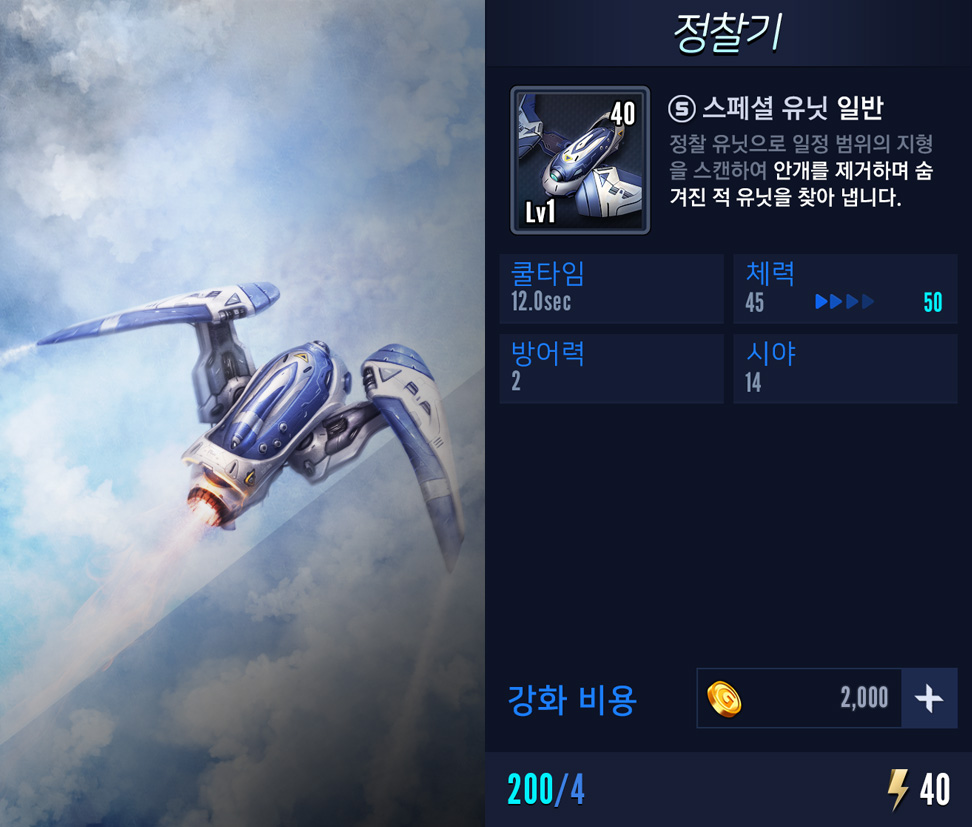 정찰기
40
Lv1
S 스페셜 유닛 일반
정찰 유닛으로 일정 범위의 지형
을 스캔하여 안개를 제거하며 숨
겨진 적 유닛을 찾아 냅니다.
쿨타임
12.0sec
체력
45 50
방어력
2
시야
14
강화 비용
G 2,000 +
200/4
40